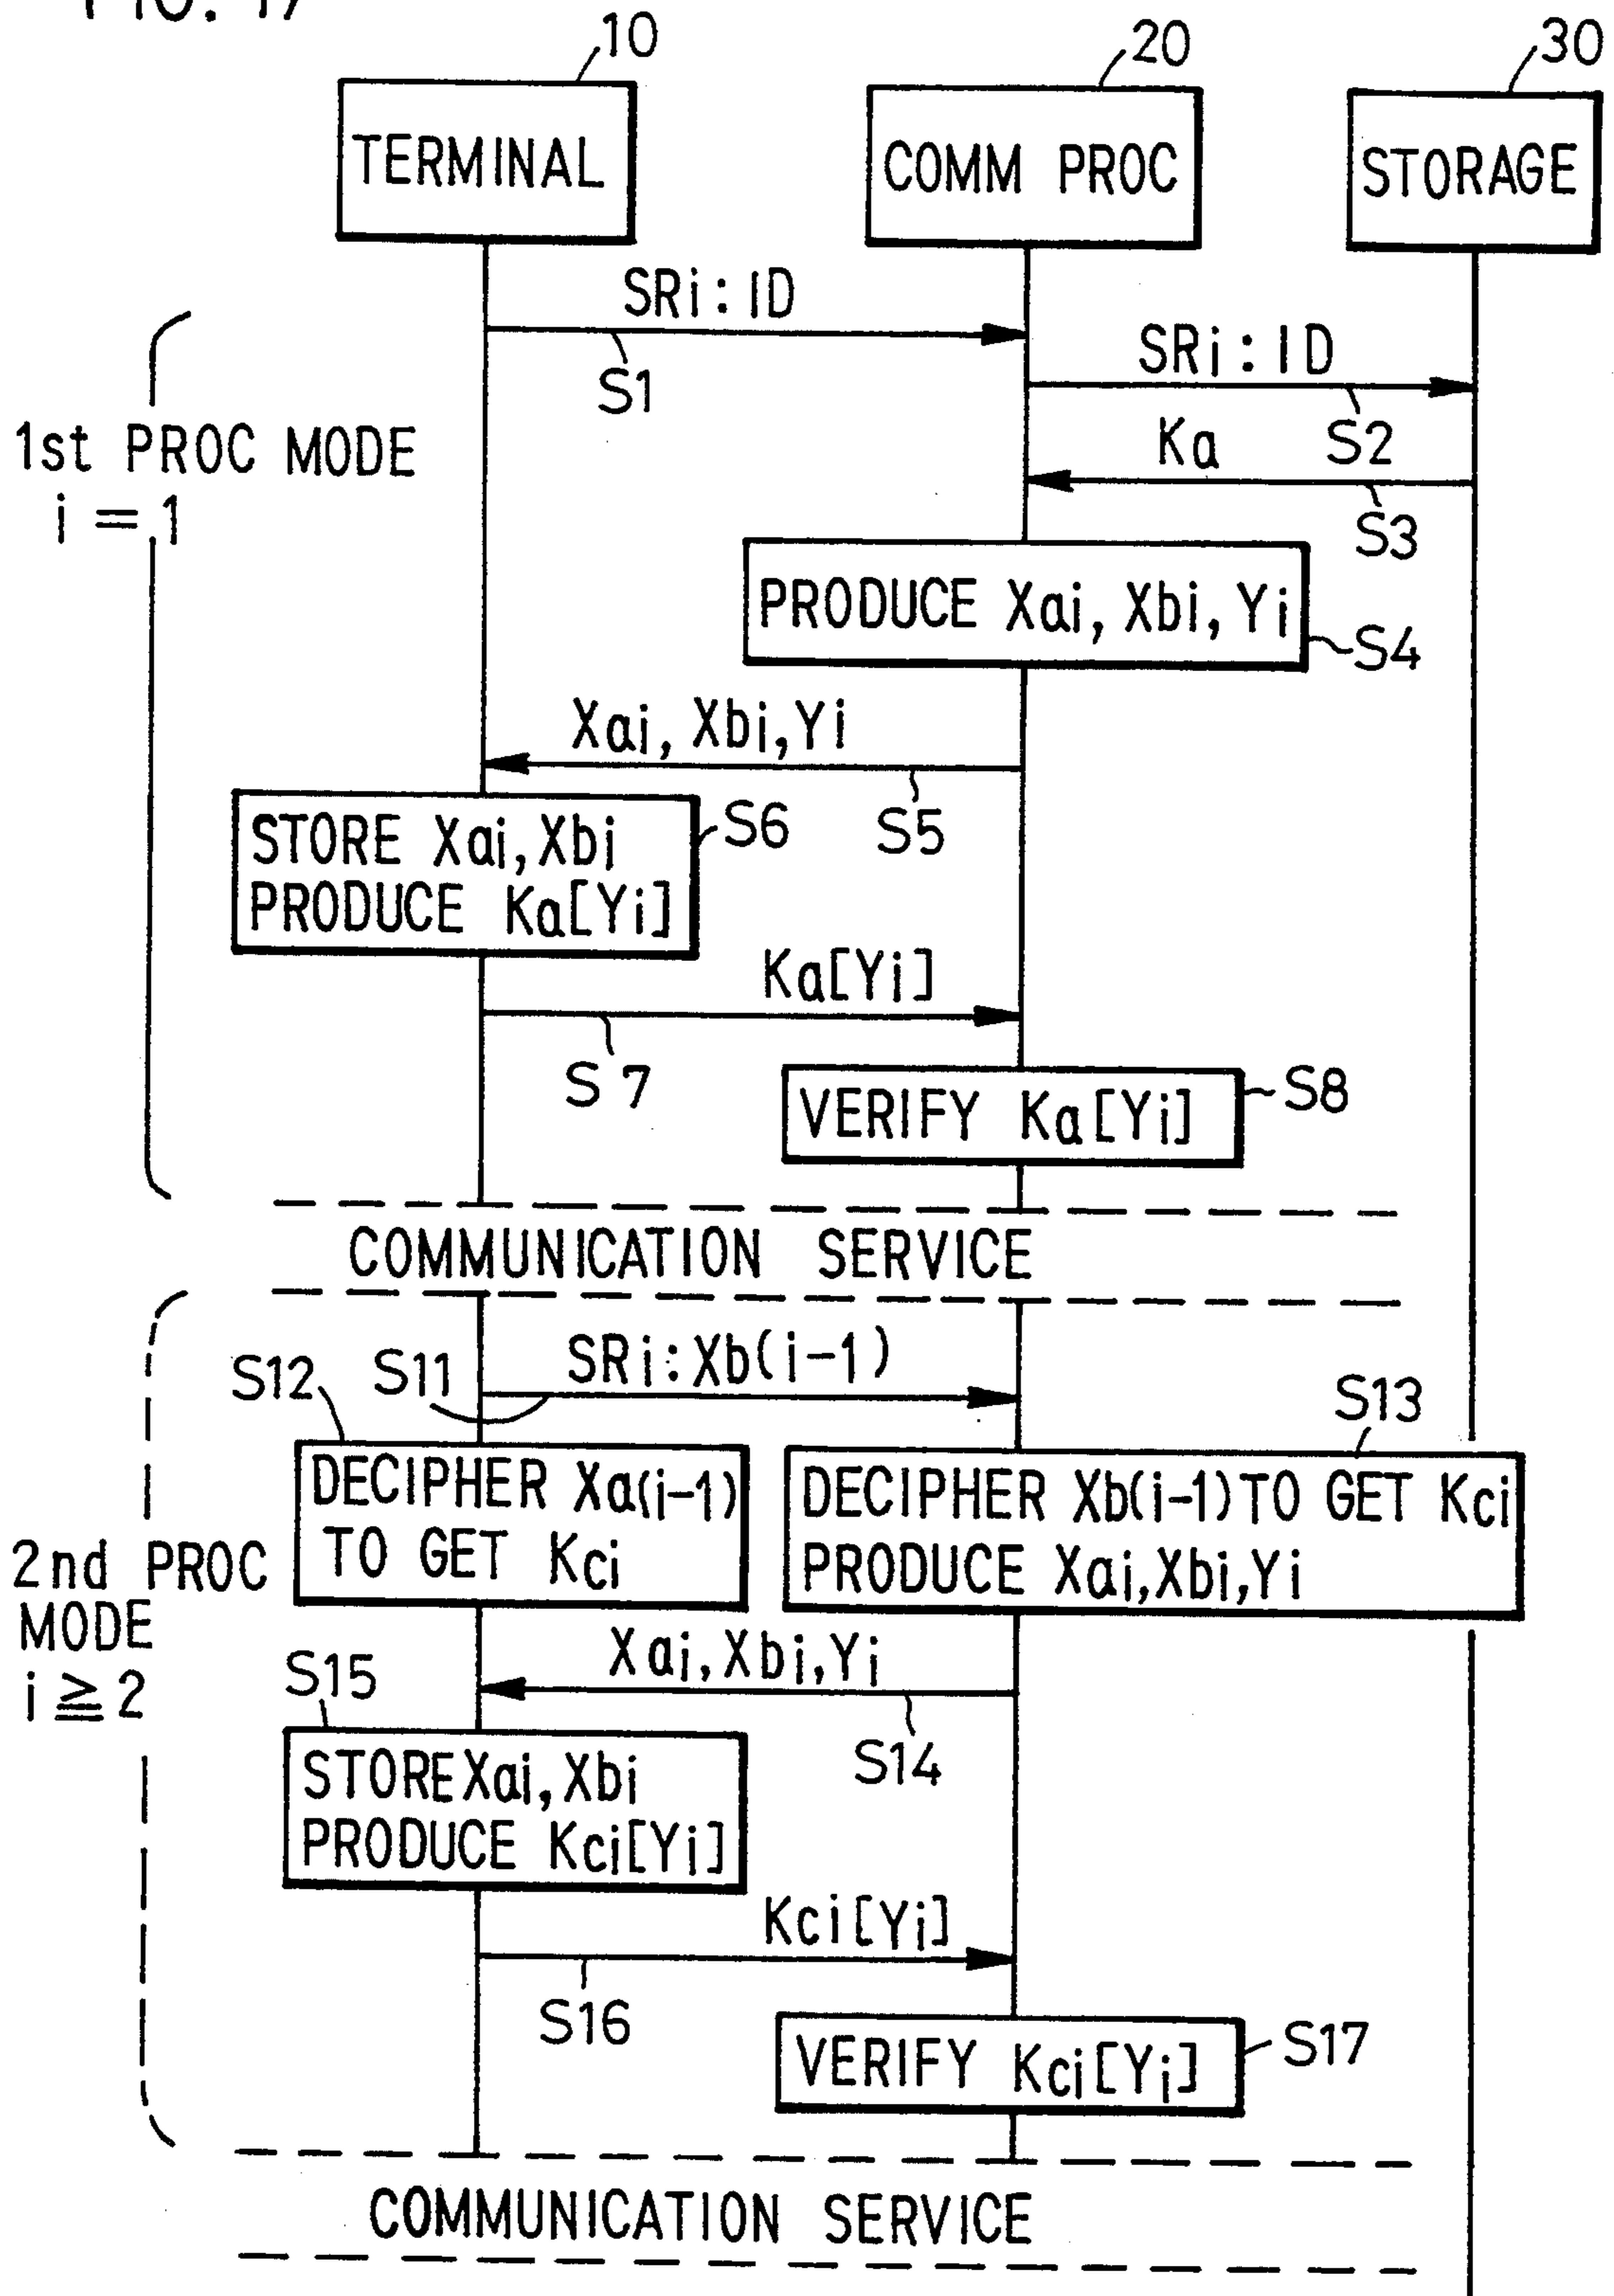 FIG. 17
10
20
30
TERMINAL
COMM PROC
STORAGE
SRi : ID
S1
SRi : ID
S2
Ka
S3
1st PROC MODE
i = 1
PRODUCE Xai, Xbi, Yi
S4
Xai, Xbi, Yi
S5
STORE Xai, Xbi
PRODUCE Ka[Yi]
S6
Ka[Yi]
S7
VERIFY Ka[Yi]
S8
COMMUNICATION SERVICE
SRi : Xb(i-1)
S11
S12
S13
DECIPHER Xa(i-1)
TO GET Kci
DECIPHER Xb(i-1) TO GET Kci
PRODUCE Xai, Xbi, Yi
2nd PROC
MODE
i ≧ 2
Xai, Xbi, Yi
S14
S15
STORE Xai, Xbi
PRODUCE Kci[Yi]
Kci[Yi]
S16
VERIFY Kci[Yi]
S17
COMMUNICATION SERVICE